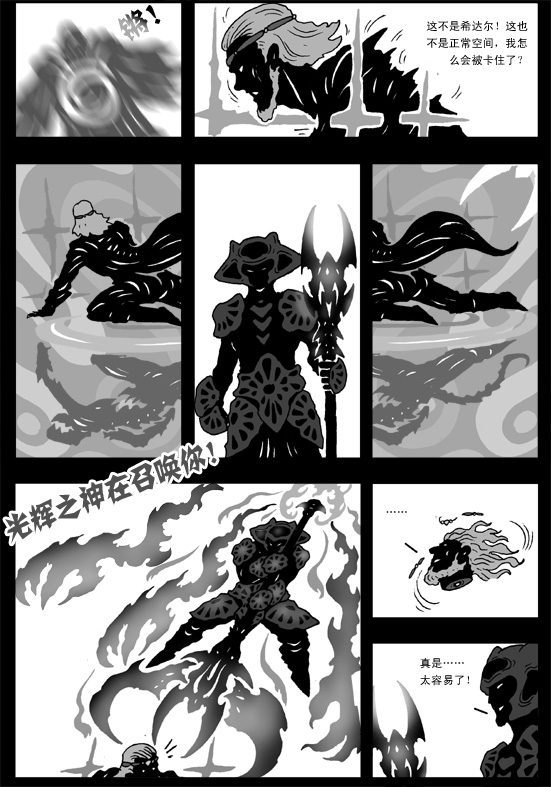 锵！
这不是希达尔！这也
不是正常空间，我怎
么会被卡住了？
光辉之神在召唤你！
……
真是……
太容易了！